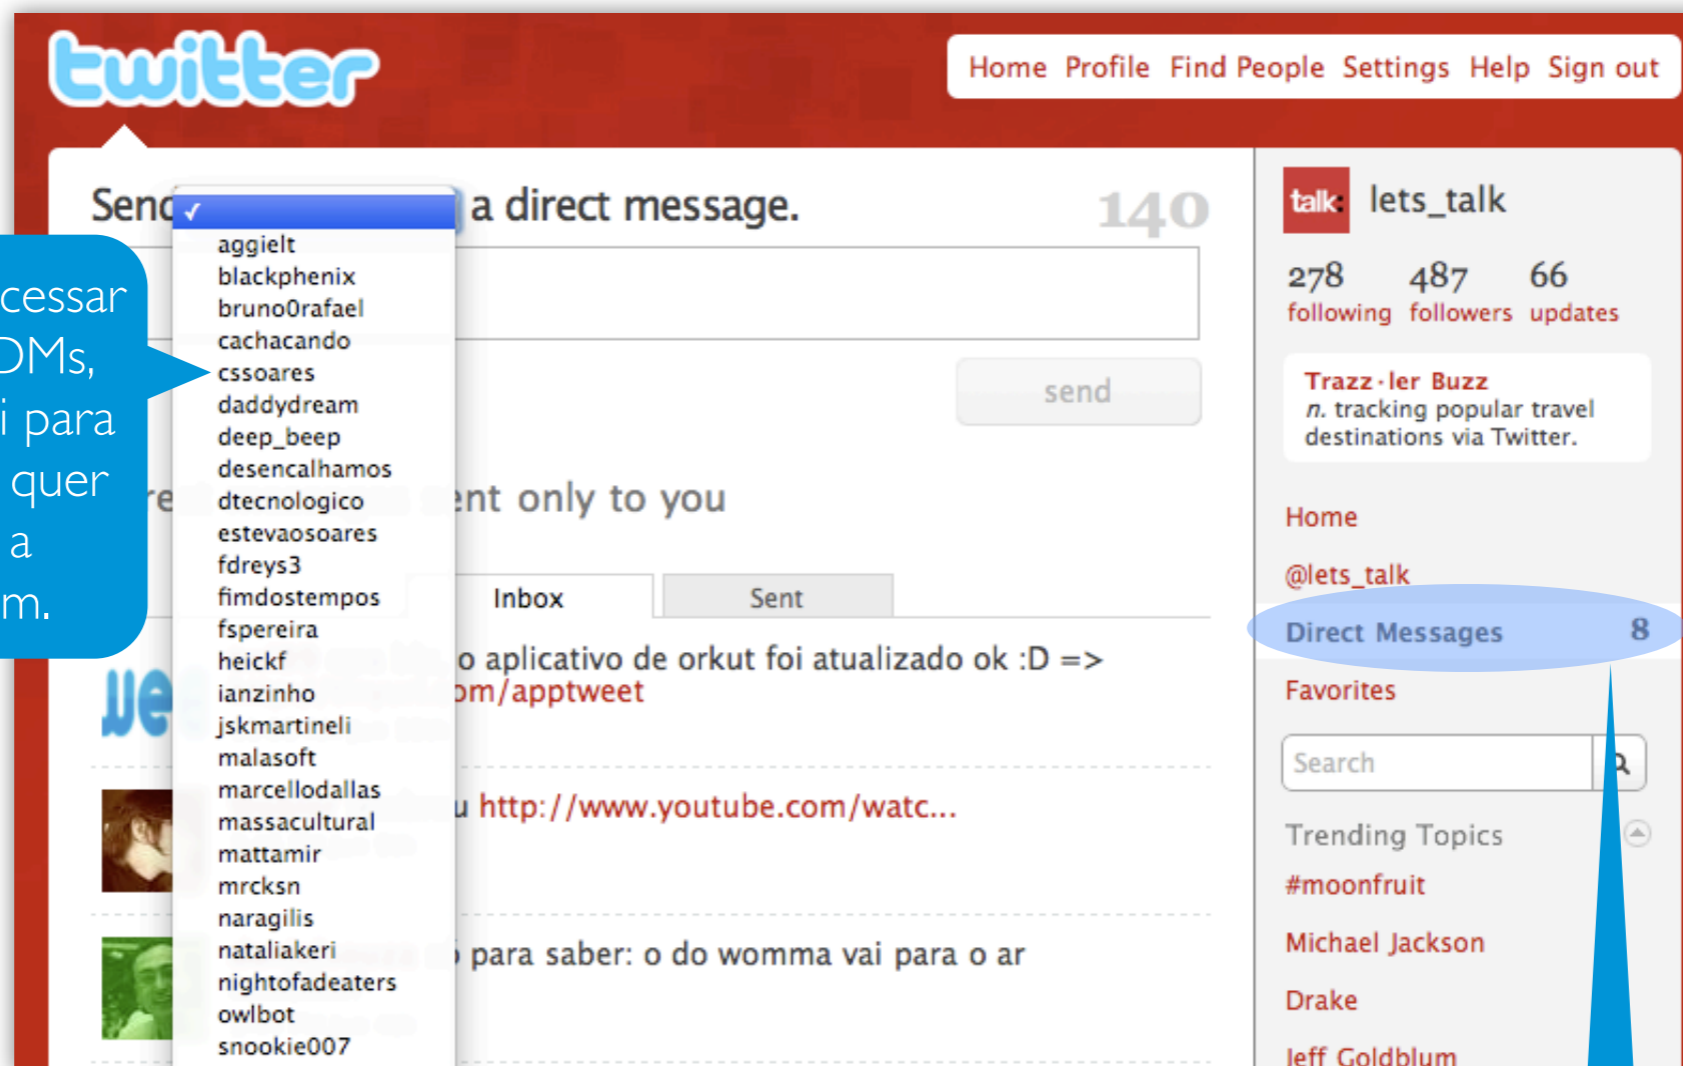 twitter
Home Profile Find People Settings Help Sign out
Send a direct message.
140
aggielt
blackphenix
bruno0rafael
cachacando
cssoares
daddydream
deep_beep
desencalhamos
dtecnologico
estevaosoares
fdreys3
fimdostempos
fspereira
heickf
ianzinho
jskmartineli
malasoft
marcellodallas
massacultural
mattamir
mrcksn
naragilis
nataliakeri
nightofadeaters
owlbot
snookie007
cessar
DMs,
i para
quer
a
m.
send
ent only to you
Inbox Sent
o aplicativo de orkut foi atualizado ok :D =>
om/apptweet
u http://www.youtube.com/watc...
para saber: o do womma vai para o ar
talk: lets_talk
278 487 66
following followers updates
Trazz·ler Buzz
n. tracking popular travel
destinations via Twitter.
Home
@lets_talk
Direct Messages 8
Favorites
Search
Trending Topics
#moonfruit
Michael Jackson
Drake
Jeff Goldblum